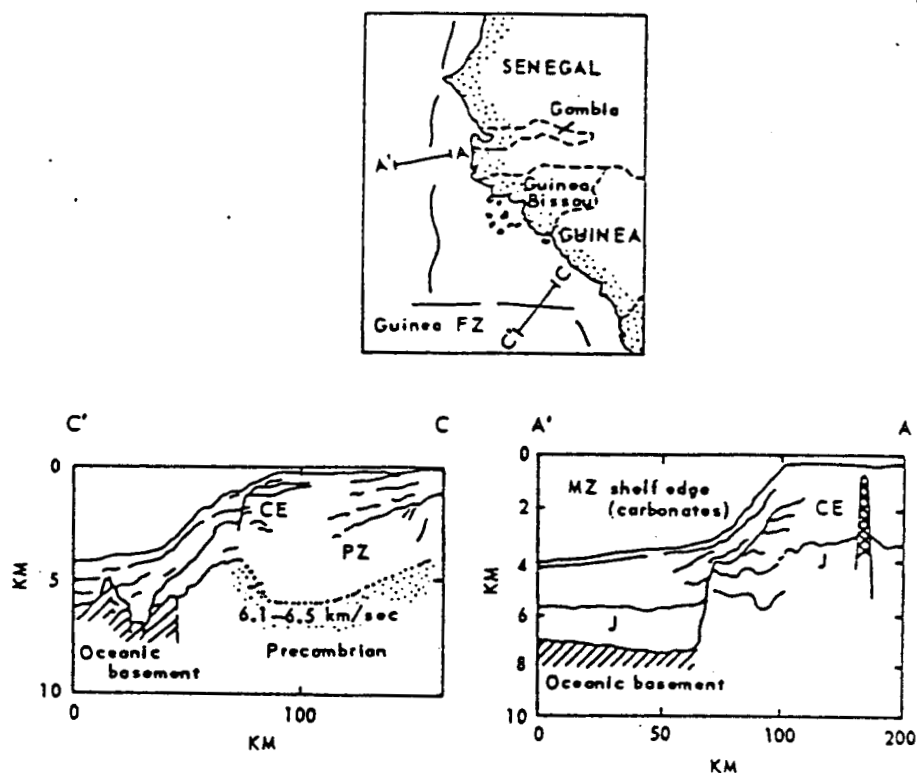 SENEGAL
Gambia
A'
A
Guinea
Bissau
GUINEA
C
Guinea FZ
C'
C'
C
A'
A
0
5
10
KM
CE
PZ
6.1–6.5 km/sec
Oceanic
basement
Precambrian
0
100
KM
0
2
4
6
8
10
KM
MZ shelf edge
(carbonates)
CE
J
J
Oceanic basement
0
50
100
200
KM